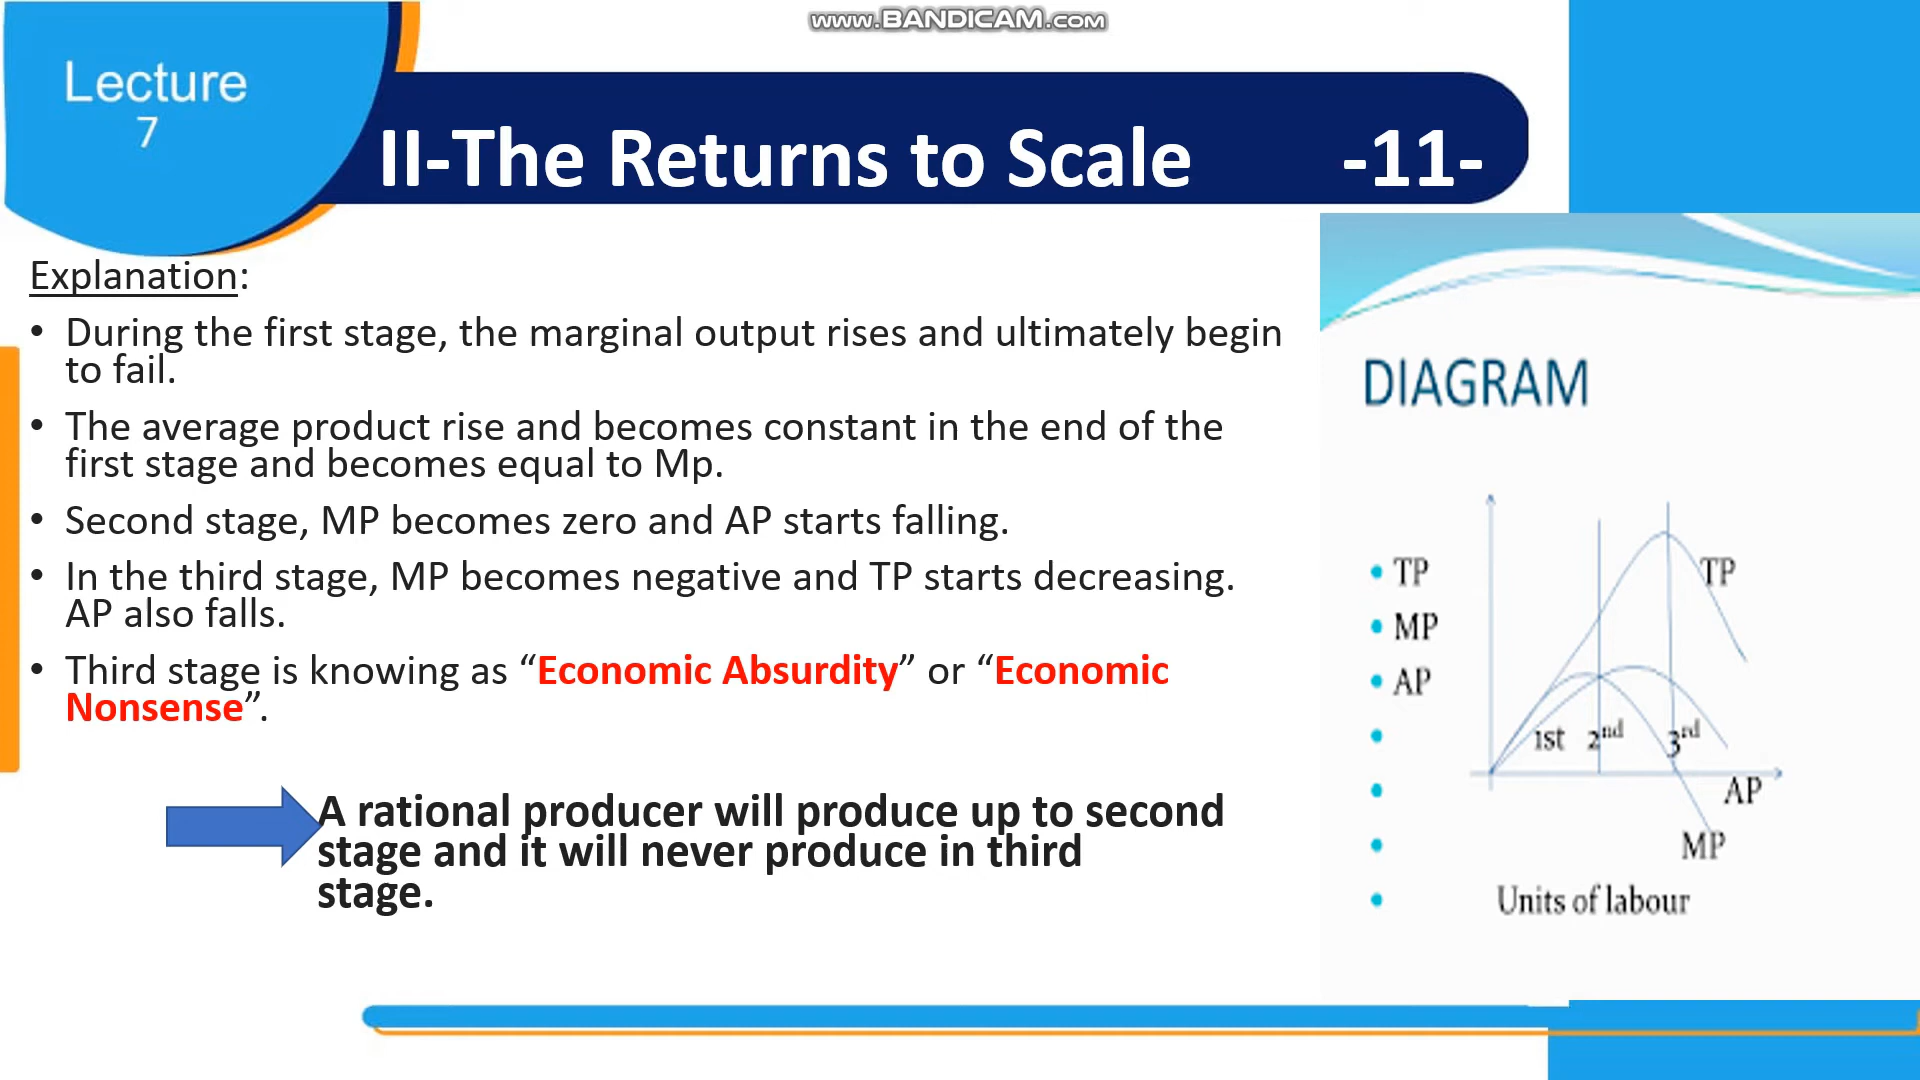 www.BANDICAM.com
Lecture
7
II-The Returns to Scale -11-
Explanation:
• During the first stage, the marginal output rises and ultimately begin
to fail.
• The average product rise and becomes constant in the end of the
first stage and becomes equal to Mp.
• Second stage, MP becomes zero and AP starts falling.
• In the third stage, MP becomes negative and TP starts decreasing.
AP also falls.
• Third stage is knowing as “Economic Absurdity” or “Economic
Nonsense”.
A rational producer will produce up to second
stage and it will never produce in third
stage.
DIAGRAM
• TP
• MP
• AP
TP
1st 2nd 3rd
AP
MP
Units of labour